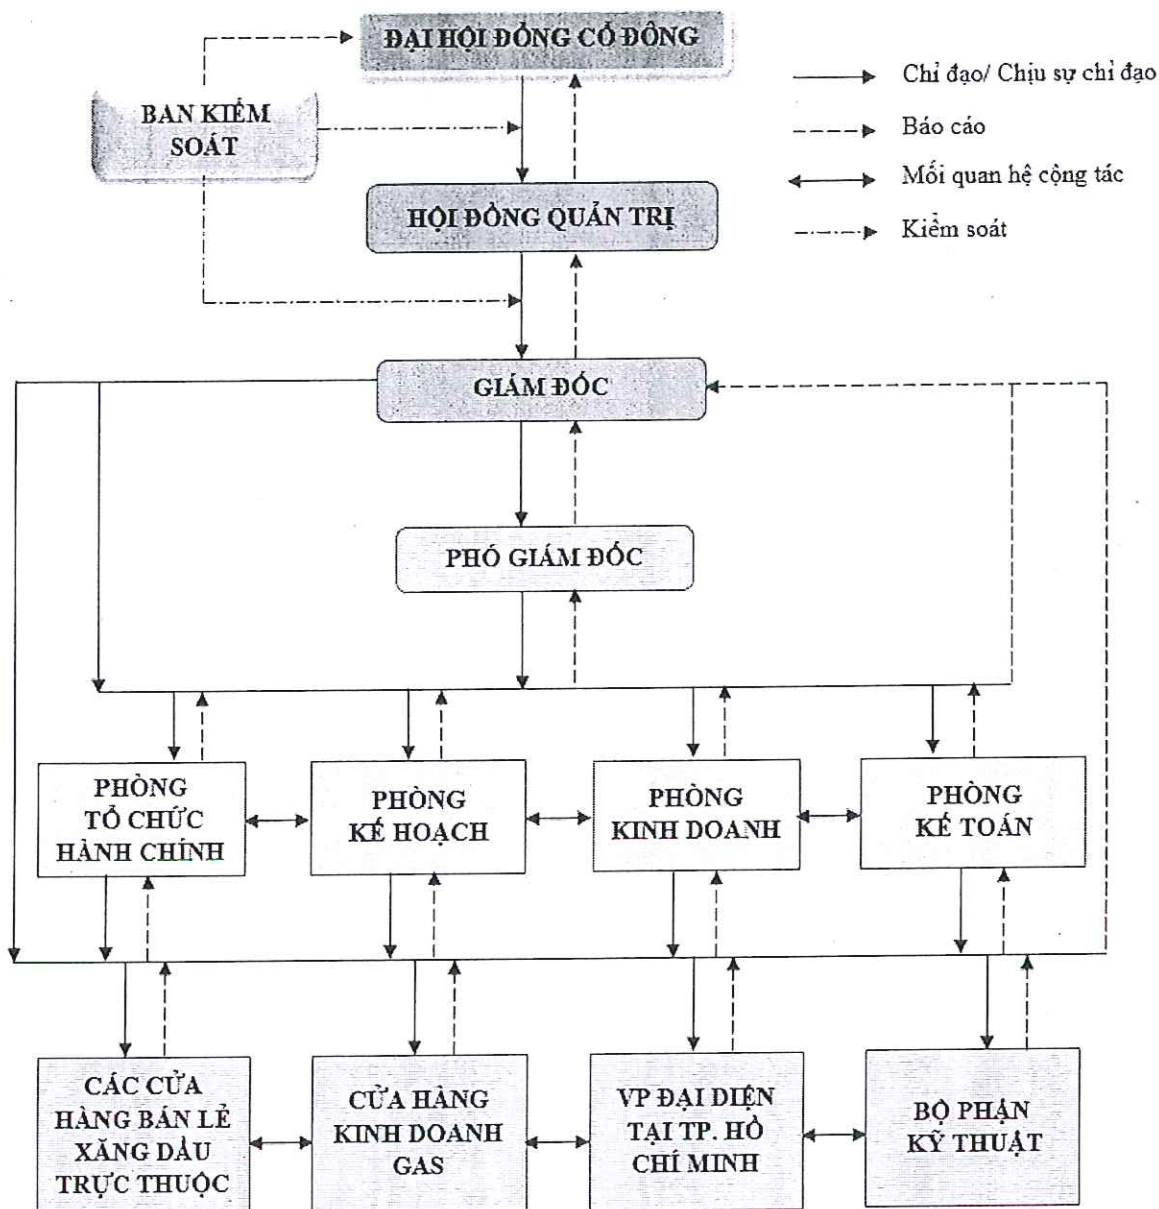 ĐẠI HỘI ĐỒNG CỔ ĐÔNG
BAN KIỂM
SOÁT
Chỉ đạo/ Chịu sự chỉ đạo
Báo cáo
Mối quan hệ cộng tác
Kiểm soát
HỘI ĐỒNG QUẢN TRỊ
GIÁM ĐỐC
PHÓ GIÁM ĐỐC
PHÒNG
TỔ CHỨC
HÀNH CHÍNH
PHÒNG
KẾ HOẠCH
PHÒNG
KINH DOANH
PHÒNG
KẾ TOÁN
CÁC CỬA
HÀNG BÁN LẺ
XĂNG DẦU
TRỰC THUỘC
CỬA HÀNG
KINH DOANH
GAS
VP ĐẠI DIỆN
TẠI TP. HỒ
CHÍ MINH
BỘ PHẬN
KỸ THUẬT